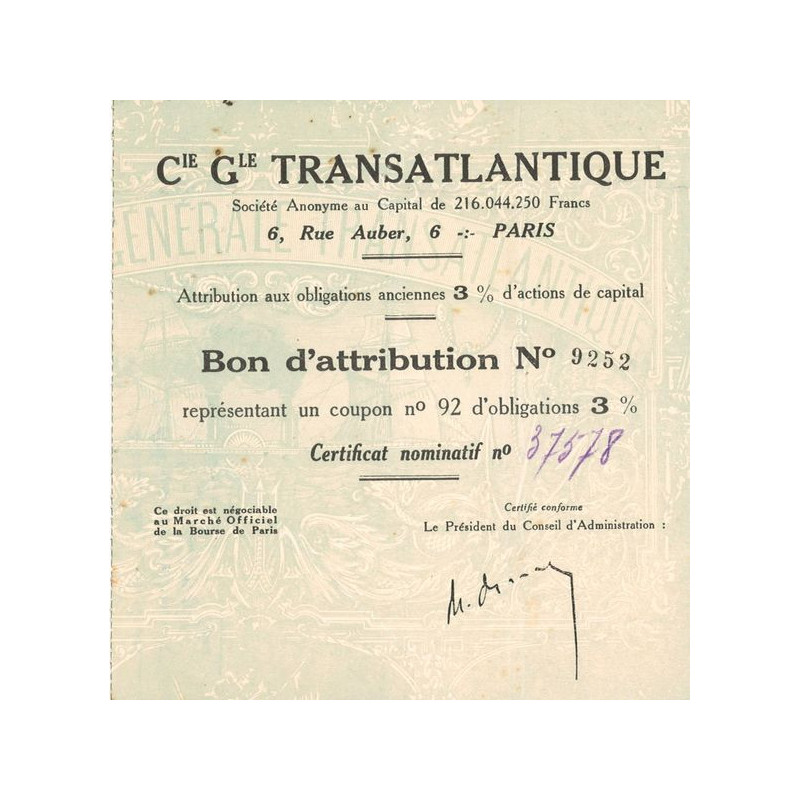 CIE GLE TRANSATLANTIQUE
Société Anonyme au Capital de 216.044.250 Francs
6, Rue Auber, 6 -:- PARIS
GÉNÉRALE TRANSATLANTIQUE
Attribution aux obligations anciennes 3 % d'actions de capital
Bon d'attribution No 9252
représentant un coupon no 92 d'obligations 3 %
Certificat nominatif no 37578
Ce droit est négociable
au Marché Officiel
de la Bourse de Paris
Certifié conforme
Le Président du Conseil d'Administration :